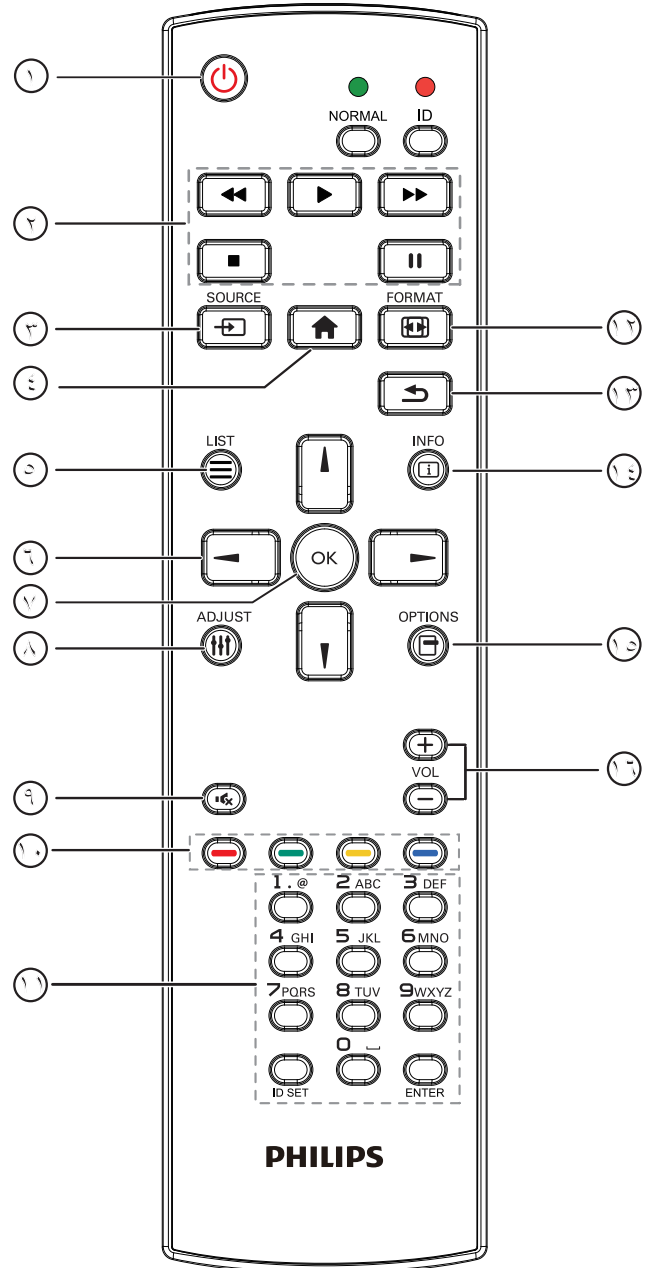 ١
NORMAL ID
٢
SOURCE FORMAT
٣ ١٢
٤
١٣
LIST INFO
٥ ١٤
٦
OK
٧
ADJUST OPTIONS
٨ ١٥
+
VOL ١٦
−
٩
١٠
1.@ 2 ABC 3 DEF
4 GHI 5 JKL 6 MNO
١١
7 PQRS 8 TUV 9 WXYZ
0 ⎵
ID SET ENTER
PHILIPS